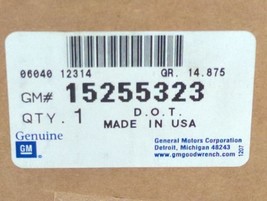 06040 12314 GR. 14.875
GM# 15255323
QTY. 1 D.O.T.
MADE IN USA
Genuine
GM
General Motors Corporation
Detroit, Michigan 48243
www.gmgoodwrench.com
1207